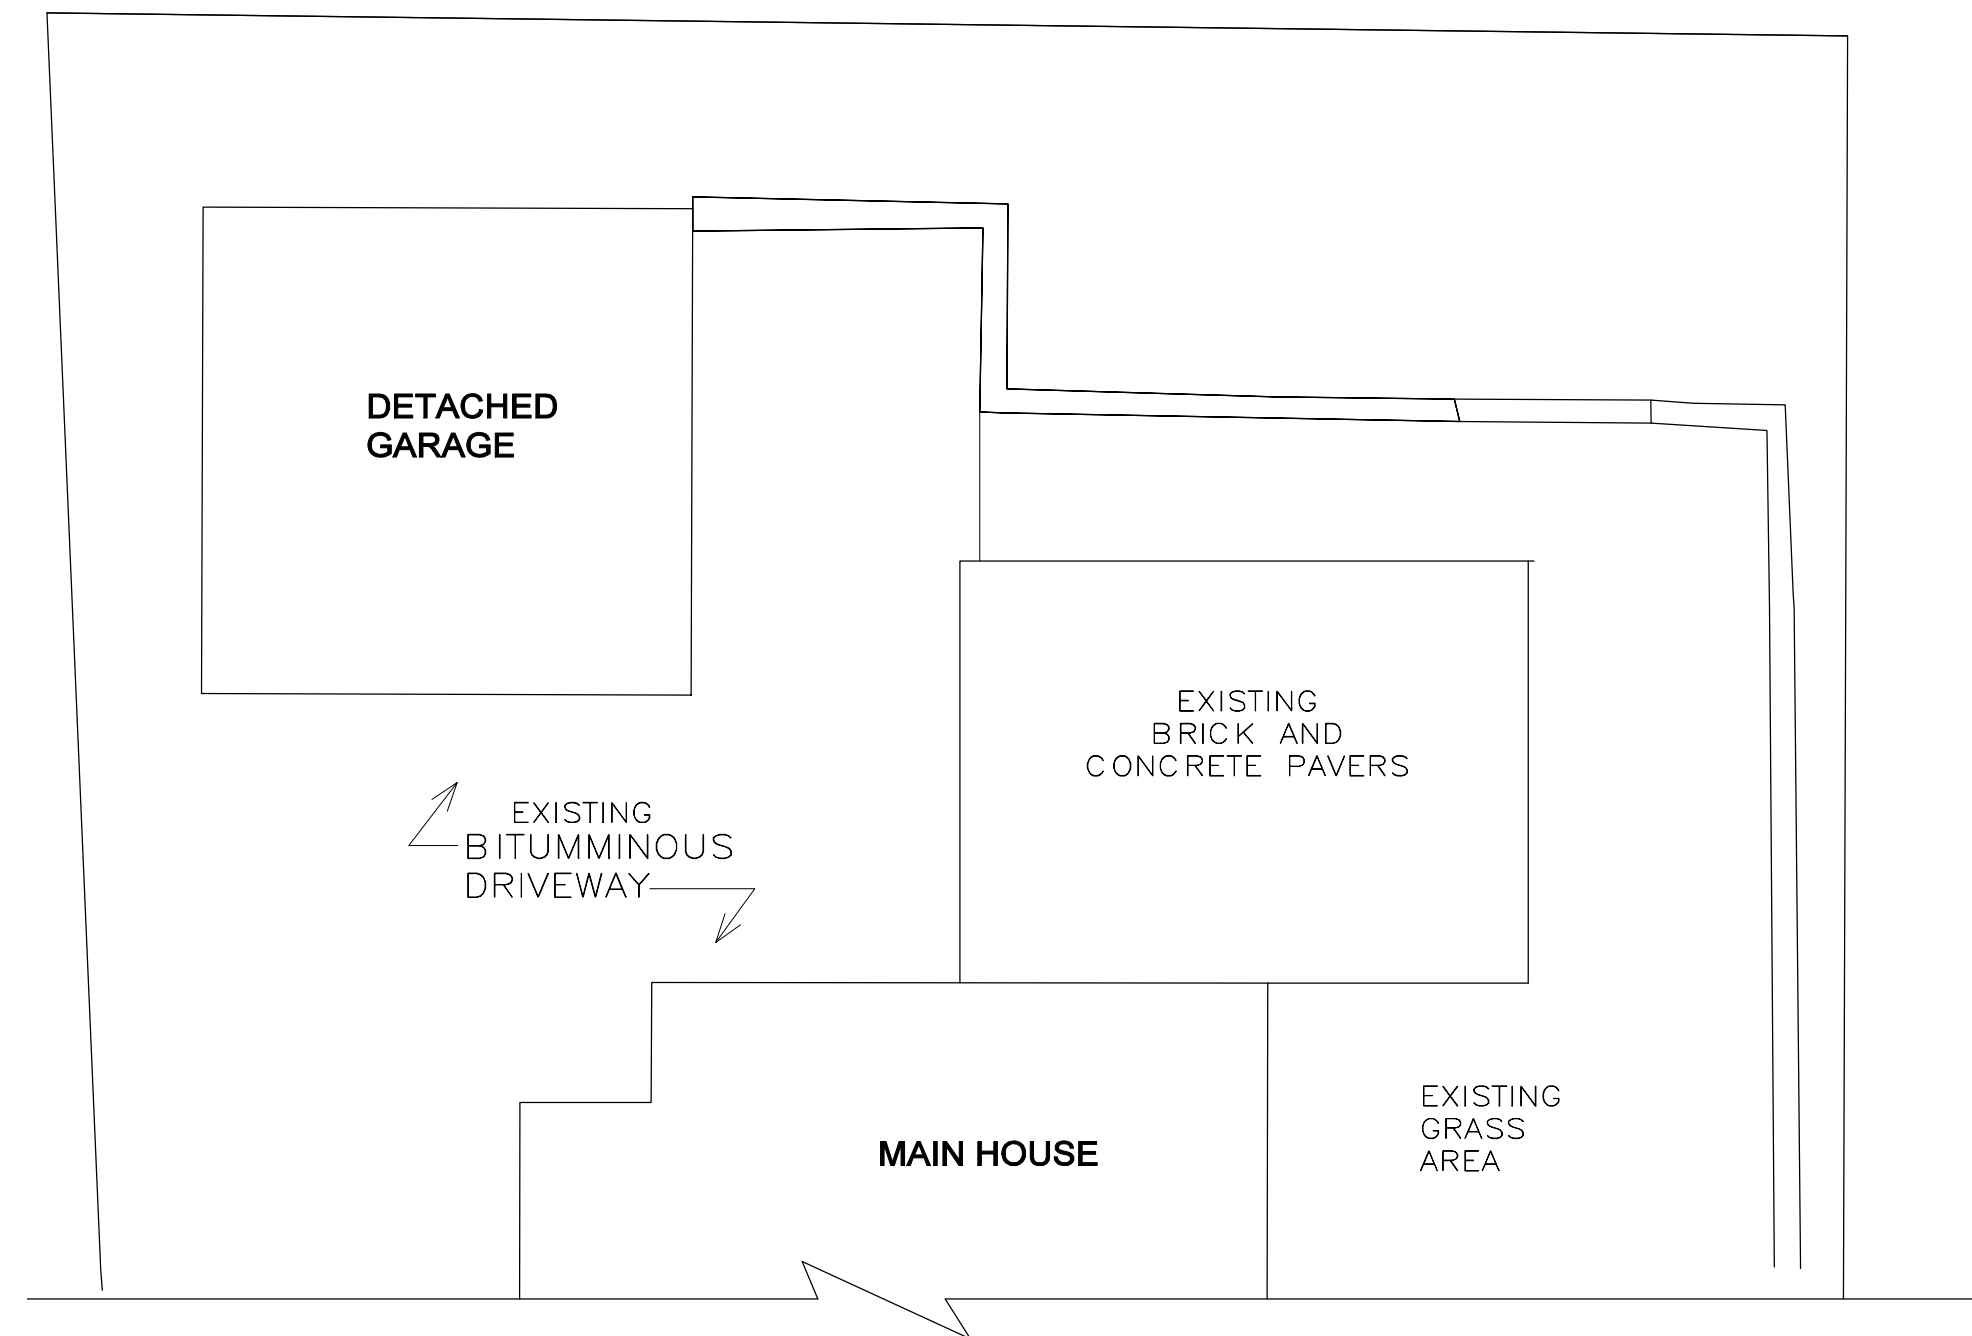 DETACHED
GARAGE
EXISTING
BRICK AND
CONCRETE PAVERS
EXISTING
BITUMMINOUS
DRIVEWAY
EXISTING
GRASS
AREA
MAIN HOUSE